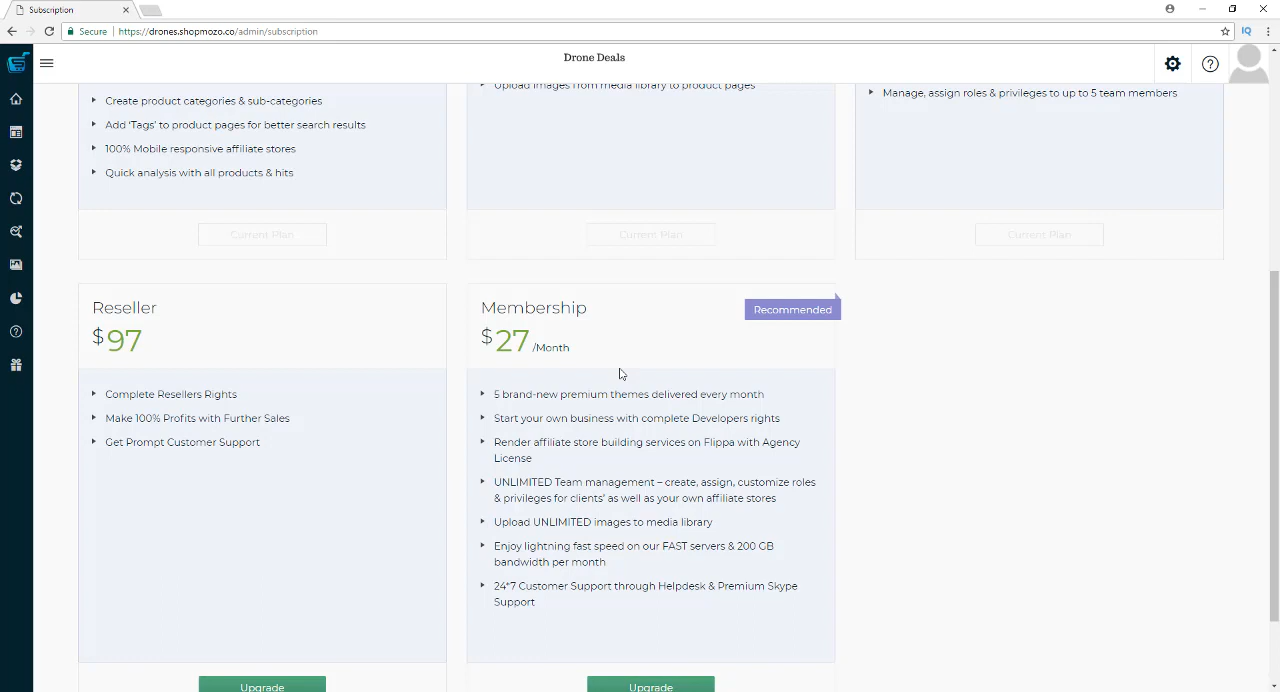 Subscription
Secure
https://drones.shopmozo.co/admin/subscription
IQ
Drone Deals
Create product categories & sub-categories
Add ‘Tags’ to product pages for better search results
100% Mobile responsive affiliate stores
Quick analysis with all products & hits
Current Plan
Upload images from media library to product pages
Current Plan
Manage, assign roles & privileges to up to 5 team members
Current Plan
Reseller
$97
Complete Resellers Rights
Make 100% Profits with Further Sales
Get Prompt Customer Support
Upgrade
Membership
Recommended
$27 /Month
5 brand-new premium themes delivered every month
Start your own business with complete Developers rights
Render affiliate store building services on Flippa with Agency
License
UNLIMITED Team management – create, assign, customize roles
& privileges for clients’ as well as your own affiliate stores
Upload UNLIMITED images to media library
Enjoy lightning fast speed on our FAST servers & 200 GB
bandwidth per month
24*7 Customer Support through Helpdesk & Premium Skype
Support
Upgrade